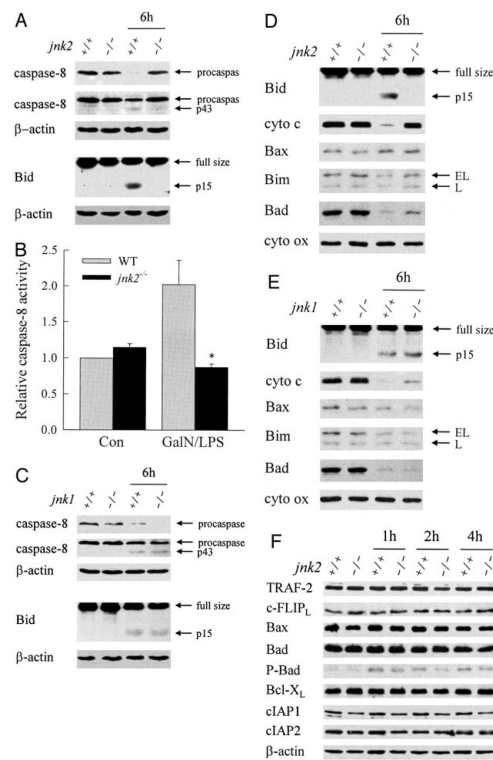 A
6h
jnk2 +/+ -/- +/+ -/-
caspase-8 procaspas
caspase-8 procaspas
p43
β-actin
Bid full size
p15
β-actin
B
WT
jnk2-/-
Relative caspase-8 activity
2.5
2.0
1.5
1.0
0.5
0.0
*
Con GalN/LPS
C
6h
jnk1 +/+ -/- +/+ -/-
caspase-8 procaspase
caspase-8 procaspase
p43
β-actin
Bid full size
p15
β-actin
D
6h
jnk2 +/+ -/- +/+ -/-
Bid full size
p15
cyto c
Bax
Bim EL
L
Bad
cyto ox
E
6h
jnk1 +/+ -/- +/+ -/-
Bid full size
p15
cyto c
Bax
Bim EL
L
Bad
cyto ox
F
1h 2h 4h
jnk2 +/+ -/- +/+ -/- +/+ -/- +/+ -/-
TRAF-2
c-FLIPL
Bax
Bad
P-Bad
Bcl-XL
cIAP1
cIAP2
β-actin